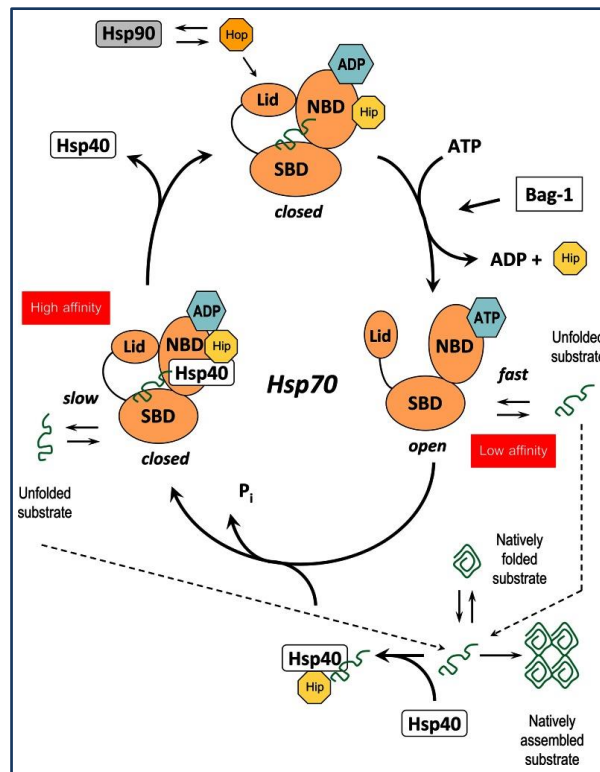 Hsp90
Hop
ADP
Lid
NBD
Hip
SBD
closed
Hsp40
ATP
Bag-1
ADP + Hip
High affinity
ADP
Lid
NBD
Hip
Hsp40
SBD
closed
slow
Unfolded
substrate
Hsp70
ATP
Lid
NBD
SBD
open
fast
Unfolded
substrate
Low affinity
Pi
Natively
folded
substrate
Hsp40
Hip
Hsp40
Natively
assembled
substrate